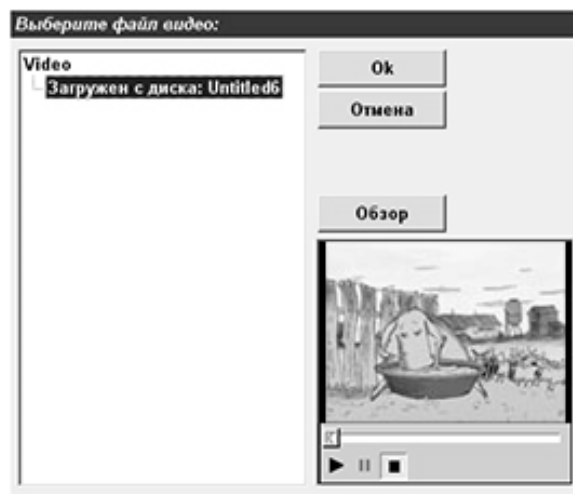 Выберите файл видео:
Video
Загружен с диска: Untitled6
Ok
Отмена
Обзор